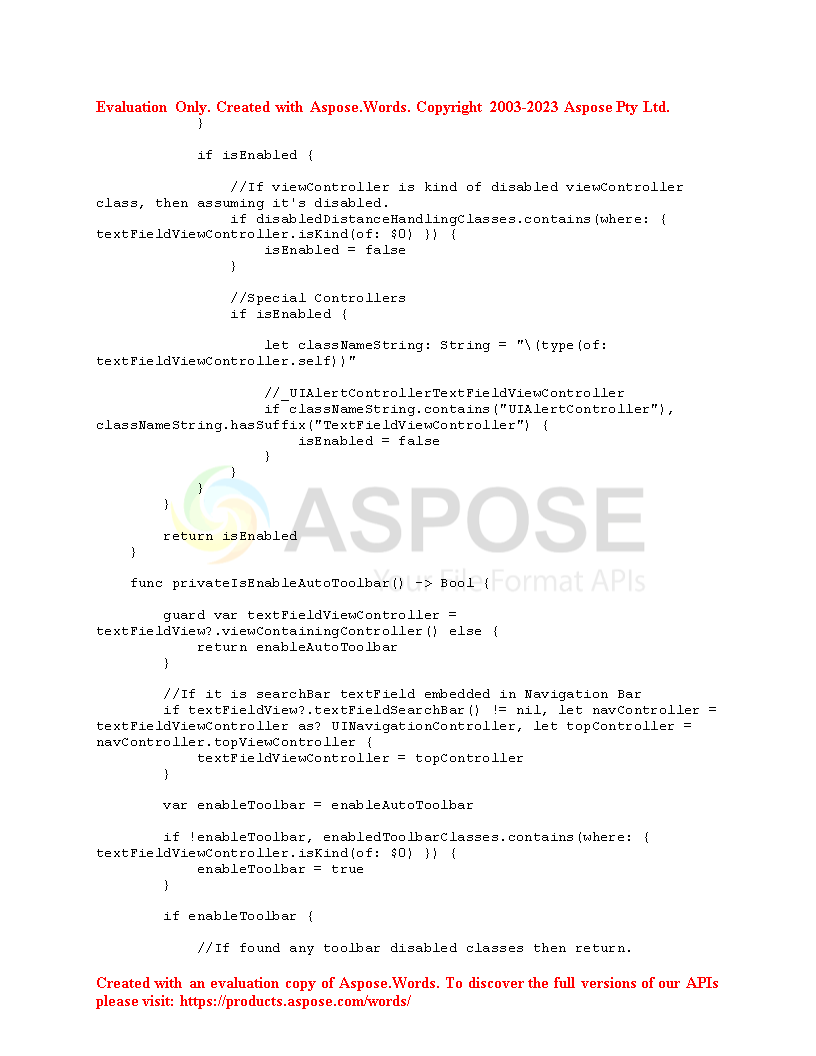 Evaluation Only. Created with Aspose.Words. Copyright 2003-2023 Aspose Pty Ltd.
            }

            if isEnabled {

                //If viewController is kind of disabled viewController
class, then assuming it's disabled.
                if disabledDistanceHandlingClasses.contains(where: {
textFieldViewController.isKind(of: $0) }) {
                    isEnabled = false
                }

                //Special Controllers
                if isEnabled {

                    let classNameString: String = "\(type(of:
textFieldViewController.self))"

                    //_UIAlertControllerTextFieldViewController
                    if classNameString.contains("UIAlertController"),
classNameString.hasSuffix("TextFieldViewController") {
                        isEnabled = false
                    }
                }
            }
        }
ASPOSE

        return isEnabled
    }

Your File Format APIs
    func privateIsEnableAutoToolbar() -> Bool {

        guard var textFieldViewController =
textFieldView?.viewContainingController() else {
            return enableAutoToolbar
        }

        //If it is searchBar textField embedded in Navigation Bar
        if textFieldView?.textFieldSearchBar() != nil, let navController =
textFieldViewController as? UINavigationController, let topController =
navController.topViewController {
            textFieldViewController = topController
        }

        var enableToolbar = enableAutoToolbar

        if !enableToolbar, enabledToolbarClasses.contains(where: {
textFieldViewController.isKind(of: $0) }) {
            enableToolbar = true
        }

        if enableToolbar {

            //If found any toolbar disabled classes then return.

Created with an evaluation copy of Aspose.Words. To discover the full versions of our APIs
please visit: https://products.aspose.com/words/